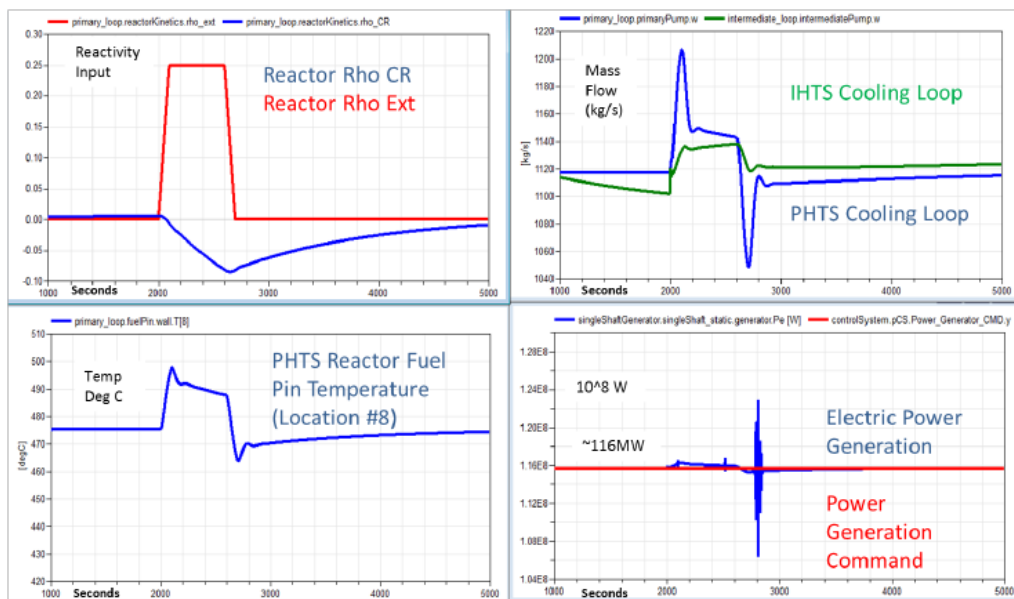 primary_loop.reactorKinetics.rho_ext primary_loop.reactorKinetics.rho_CR
0.30
0.25
0.20
0.15
0.10
0.05
0.00
-0.05
-0.10
Reactivity
Input
Reactor Rho CR
Reactor Rho Ext
1000 Seconds 2000 3000 4000 5000
primary_loop.primaryPump.w intermediate_loop.intermediatePump.w
1220
1200
1180
1160
1140
1120
1100
1080
1060
1040
[kg/s]
Mass
Flow
(kg/s)
IHTS Cooling Loop
PHTS Cooling Loop
1000 Seconds 2000 3000 4000 5000
primary_loop.fuelPin.wall.T[8]
510
500
490
480
470
460
450
440
430
420
[degC]
Temp
Deg C
PHTS Reactor Fuel
Pin Temperature
(Location #8)
Seconds
1000 2000 3000 4000 5000
singleShaftGenerator.singleShaft_static.generator.Pe [W] controlSystem.pCS.Power_Generator_CMD.y
1.28E8
1.24E8
1.20E8
1.16E8
1.12E8
1.08E8
1.04E8
10^8 W
~116MW
Electric Power
Generation
Power
Generation
Command
Seconds
1000 2000 3000 4000 5000